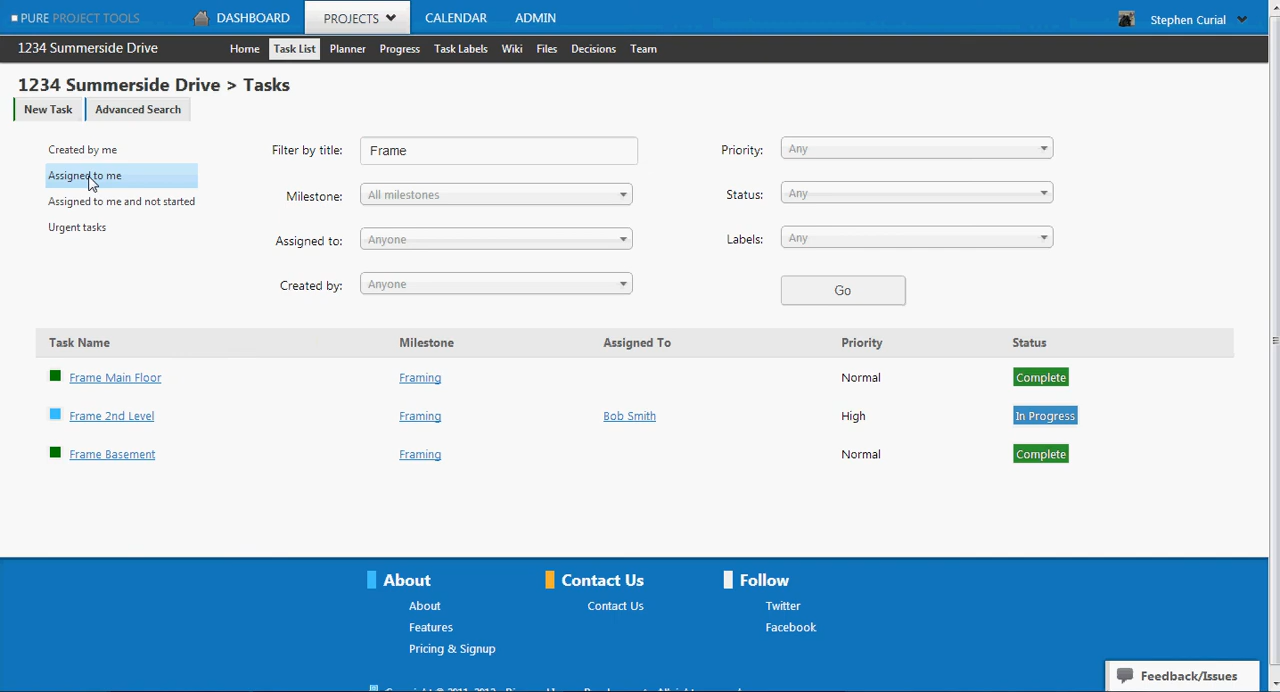 PURE PROJECT TOOLS DASHBOARD PROJECTS CALENDAR ADMIN Stephen Curial
1234 Summerside Drive Home Task List Planner Progress Task Labels Wiki Files Decisions Team
1234 Summerside Drive > Tasks
New Task Advanced Search
Created by me Filter by title: Frame Priority: Any
Assigned to me
Milestone: All milestones Status: Any
Assigned to me and not started
Urgent tasks
Assigned to: Anyone Labels: Any
Created by: Anyone Go
Task Name Milestone Assigned To Priority Status
Frame Main Floor Framing Normal Complete
Frame 2nd Level Framing Bob Smith High In Progress
Frame Basement Framing Normal Complete
About Contact Us Follow
About Contact Us Twitter
Features Facebook
Pricing & Signup
Feedback/Issues
Copyright © 2011-2012